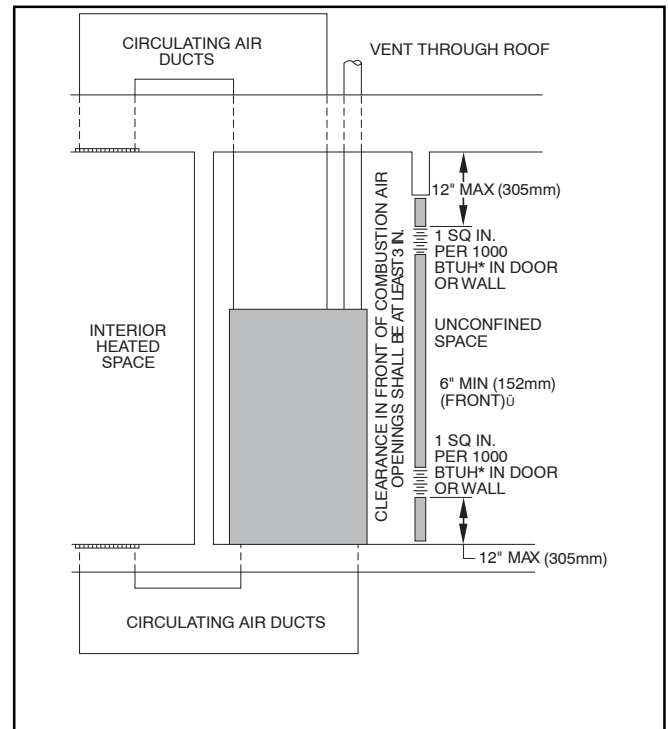 CIRCULATING AIR
DUCTS
VENT THROUGH ROOF
12" MAX (305mm)
1 SQ IN.
PER 1000
BTUH* IN DOOR
OR WALL
CLEARANCE IN FRONT OF COMBUSTION AIR
OPENINGS SHALL BE AT LEAST 3 IN.
INTERIOR
HEATED
SPACE
UNCONFINED
SPACE
6" MIN (152mm)
(FRONT)Ü
1 SQ IN.
PER 1000
BTUH* IN DOOR
OR WALL
12" MAX (305mm)
CIRCULATING AIR DUCTS